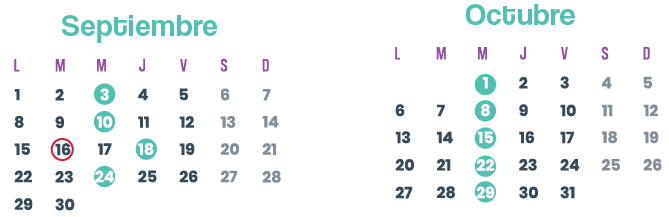 Septiembre
L M M J V S D
1 2 3 4 5 6 7
8 9 10 11 12 13 14
15 16 17 18 19 20 21
22 23 24 25 26 27 28
29 30
Octubre
L M M J V S D
1 2 3 4 5
6 7 8 9 10 11 12
13 14 15 16 17 18 19
20 21 22 23 24 25 26
27 28 29 30 31